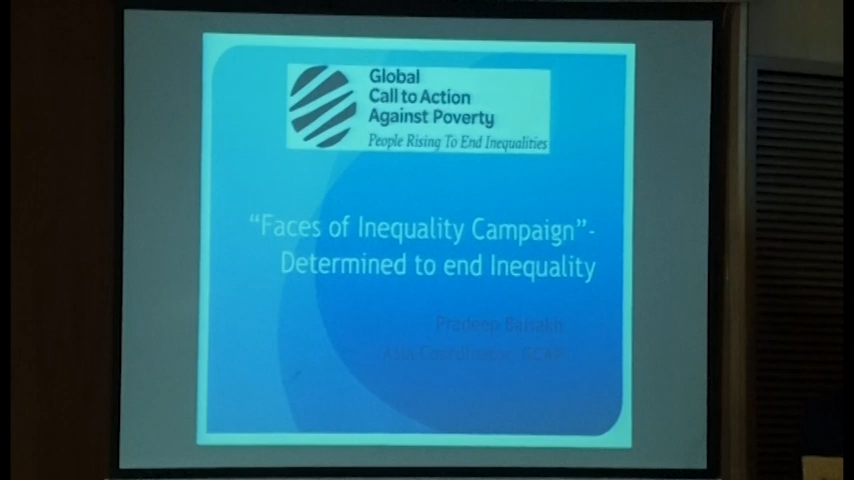 Global
Call to Action
Against Poverty
People Rising To End Inequalities
“Faces of Inequality Campaign”-
Determined to end Inequality
Pradeep Baisakh
Asia Coordinator, GCAP